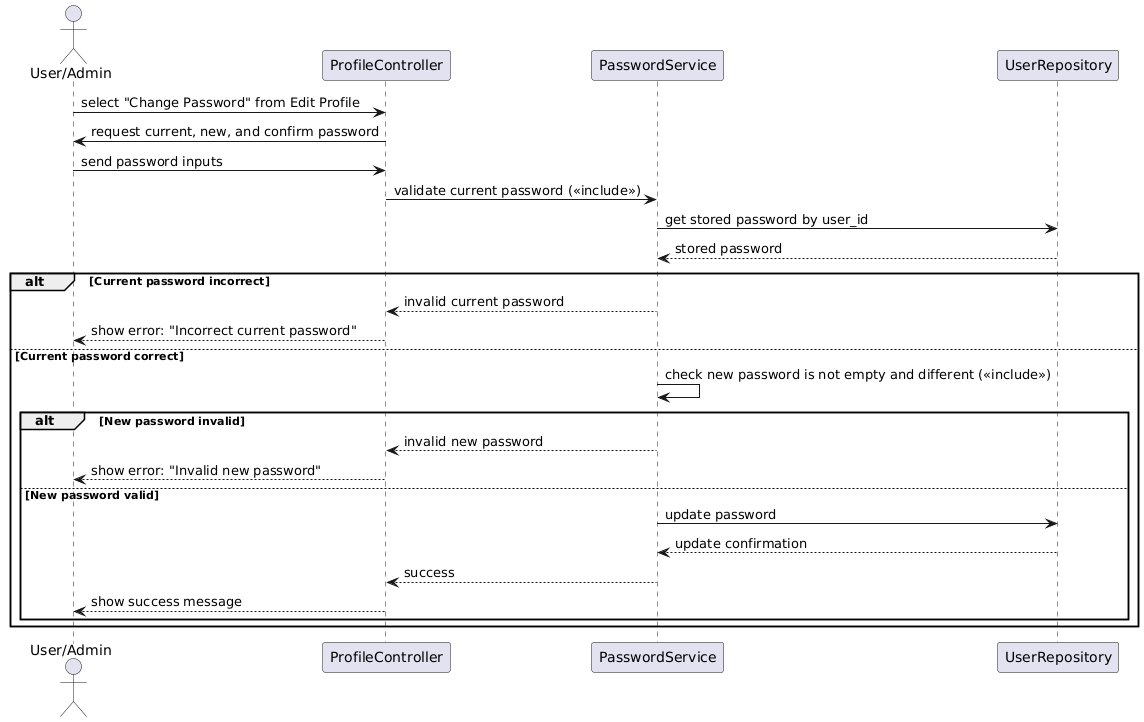 User/Admin
ProfileController
PasswordService
UserRepository
select "Change Password" from Edit Profile
request current, new, and confirm password
send password inputs
validate current password («include»)
get stored password by user_id
stored password
alt
[Current password incorrect]
invalid current password
show error: "Incorrect current password"
[Current password correct]
check new password is not empty and different («include»)
alt
[New password invalid]
invalid new password
show error: "Invalid new password"
[New password valid]
update password
update confirmation
success
show success message
User/Admin
ProfileController
PasswordService
UserRepository